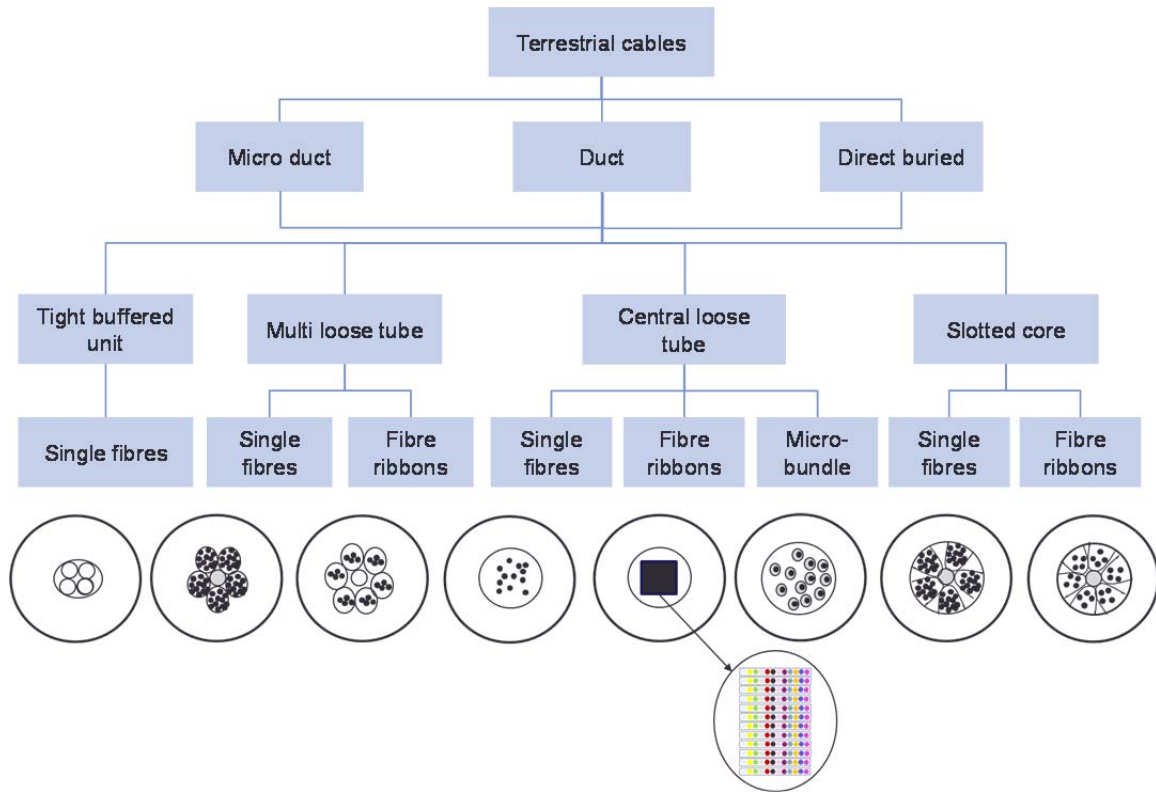 Terrestrial cables
Micro duct
Duct
Direct buried
Tight buffered
unit
Multi loose tube
Central loose
tube
Slotted core
Single fibres
Single
fibres
Fibre
ribbons
Single
fibres
Fibre
ribbons
Micro-
bundle
Single
fibres
Fibre
ribbons